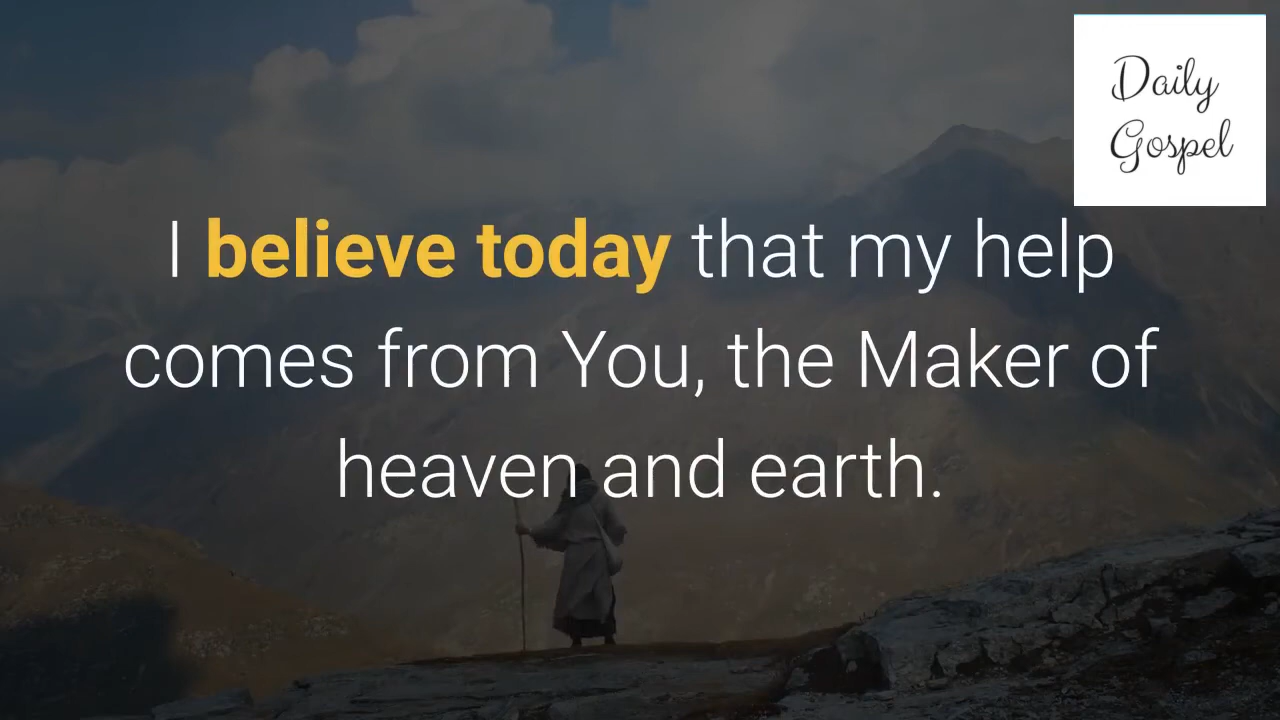 Daily
Gospel
I believe today that my help
comes from You, the Maker of
heaven and earth.